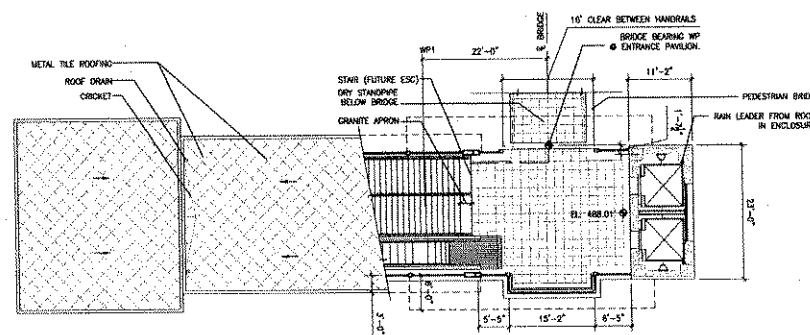 METAL TILE ROOFING
ROOF DRAIN
CRICKET
WP1
22'-0"
BRIDGE
16' CLEAR BETWEEN HANDRAILS
BRIDGE BEARING WP
@ ENTRANCE PAVILION.
11'-2"
STAIR (FUTURE ESC)
DRY STANDPIPE
BELOW BRIDGE
GRANITE APRON
PEDESTRIAN BRID
RAIN LEADER FROM ROO
IN ENCLOSUR
EL. 488.01'
23'-0"
5'-5"
15'-2"
6'-5"